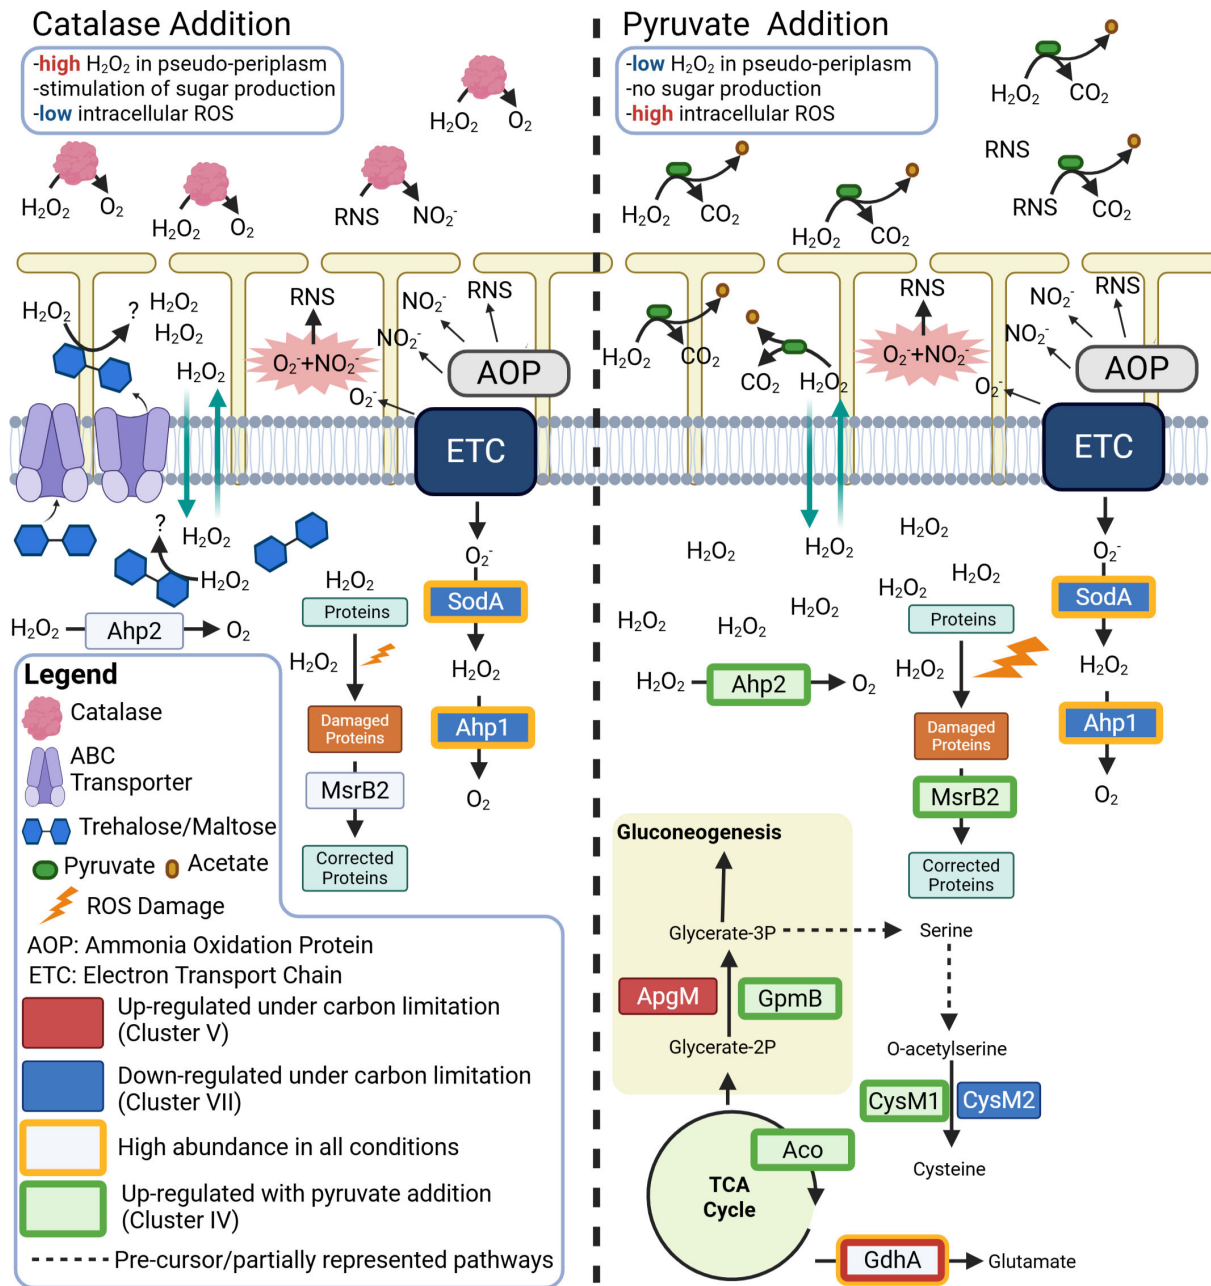 Catalase Addition
-high H₂O₂ in pseudo-periplasm
-stimulation of sugar production
-low intracellular ROS
H₂O₂ O₂
H₂O₂ O₂
H₂O₂ O₂
RNS NO₂⁻
H₂O₂ ?
H₂O₂
H₂O₂
H₂O₂
RNS
O₂⁻+NO₂⁻
NO₂⁻
RNS
NO₂⁻
O₂⁻
AOP
ETC
?
H₂O₂
H₂O₂
H₂O₂ Ahp2 O₂
H₂O₂
Proteins
H₂O₂
Damaged
Proteins
MsrB2
Corrected
Proteins
O₂⁻
SodA
H₂O₂
Ahp1
O₂
Legend
Catalase
ABC
Transporter
Trehalose/Maltose
Pyruvate Acetate
ROS Damage
AOP: Ammonia Oxidation Protein
ETC: Electron Transport Chain
Up-regulated under carbon limitation
(Cluster V)
Down-regulated under carbon limitation
(Cluster VII)
High abundance in all conditions
Up-regulated with pyruvate addition
(Cluster IV)
Pre-cursor/partially represented pathways
Pyruvate Addition
-low H₂O₂ in pseudo-periplasm
-no sugar production
-high intracellular ROS
H₂O₂ CO₂
RNS
RNS CO₂
H₂O₂ CO₂
H₂O₂ CO₂
H₂O₂ CO₂
CO₂ H₂O₂
RNS
O₂⁻+NO₂⁻
NO₂⁻
RNS
NO₂⁻
O₂⁻
AOP
ETC
H₂O₂
H₂O₂
H₂O₂
H₂O₂
H₂O₂
H₂O₂
H₂O₂
H₂O₂
H₂O₂ Ahp2 O₂
Proteins
H₂O₂
Damaged
Proteins
MsrB2
Corrected
Proteins
O₂⁻
SodA
H₂O₂
Ahp1
O₂
Gluconeogenesis
Glycerate-3P
ApgM GpmB
Glycerate-2P
Serine
O-acetylserine
CysM1 CysM2
Cysteine
Aco
TCA
Cycle
GdhA Glutamate